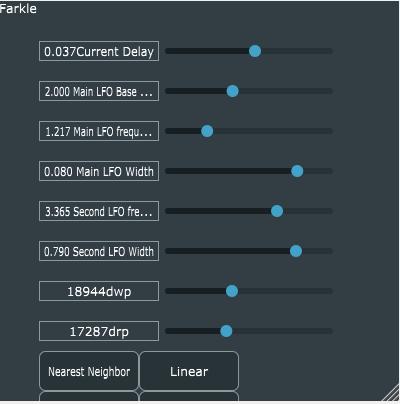 Farkle
0.037Current Delay
2.000 Main LFO Base ...
1.217 Main LFO frequ...
0.080 Main LFO Width
3.365 Second LFO fre...
0.790 Second LFO Width
18944dwp
17287drp
Nearest Neighbor
Linear